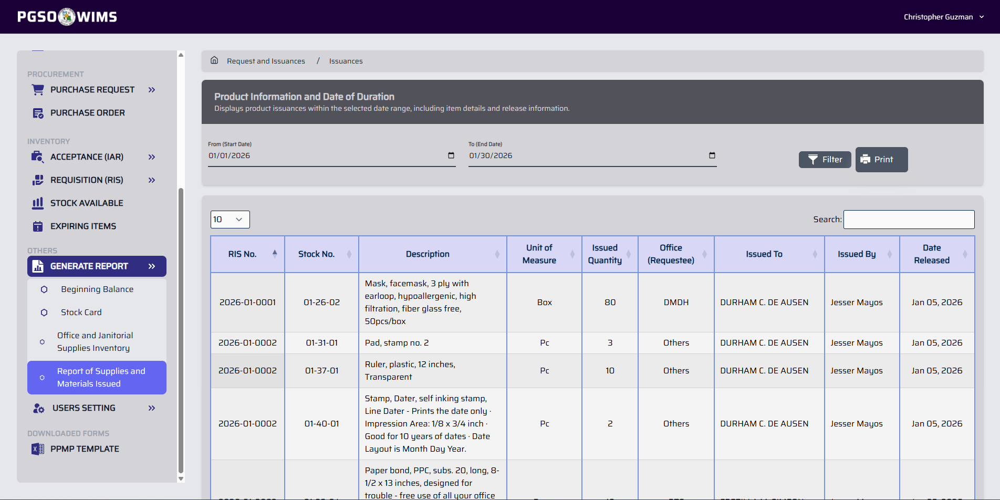 PGSO WIMS
Christopher Guzman
PROCUREMENT
PURCHASE REQUEST
PURCHASE ORDER
INVENTORY
ACCEPTANCE (IAR)
REQUISITION (RIS)
STOCK AVAILABLE
EXPIRING ITEMS
OTHERS
GENERATE REPORT
Beginning Balance
Stock Card
Office and Janitorial
Supplies Inventory
Report of Supplies and
Materials Issued
USERS SETTING
DOWNLOADED FORMS
PPMP TEMPLATE
Request and Issuances / Issuances
Product Information and Date of Duration
Displays product issuances within the selected date range, including item details and release information.
From (Start Date)
01/01/2026
To (End Date)
01/30/2026
Filter
Print
10
Search:
RIS No.
Stock No.
Description
Unit of
Measure
Issued
Quantity
Office
(Requestee)
Issued To
Issued By
Date
Released
2026-01-0001
01-26-02
Mask, facemask, 3 ply with
earloop, hypoallergenic, high
filtration, fiber glass free,
50pcs/box
Box
80
DMDH
DURHAM C. DE AUSEN
Jesser Mayos
Jan 05, 2026
2026-01-0002
01-31-01
Pad, stamp no. 2
Pc
3
Others
DURHAM C. DE AUSEN
Jesser Mayos
Jan 05, 2026
2026-01-0002
01-37-01
Ruler, plastic, 12 inches,
Transparent
Pc
10
Others
DURHAM C. DE AUSEN
Jesser Mayos
Jan 05, 2026
2026-01-0002
01-40-01
Stamp, Dater, self inking stamp,
Line Dater - Prints the date only ·
Impression Area: 1/8 x 3/4 inch ·
Good for 10 years of dates · Date
Layout is Month Day Year.
Pc
2
Others
DURHAM C. DE AUSEN
Jesser Mayos
Jan 05, 2026
Paper bond, PPC, subs. 20, long, 8-
1/2 x 13 inches, designed for
trouble - free use of all your office